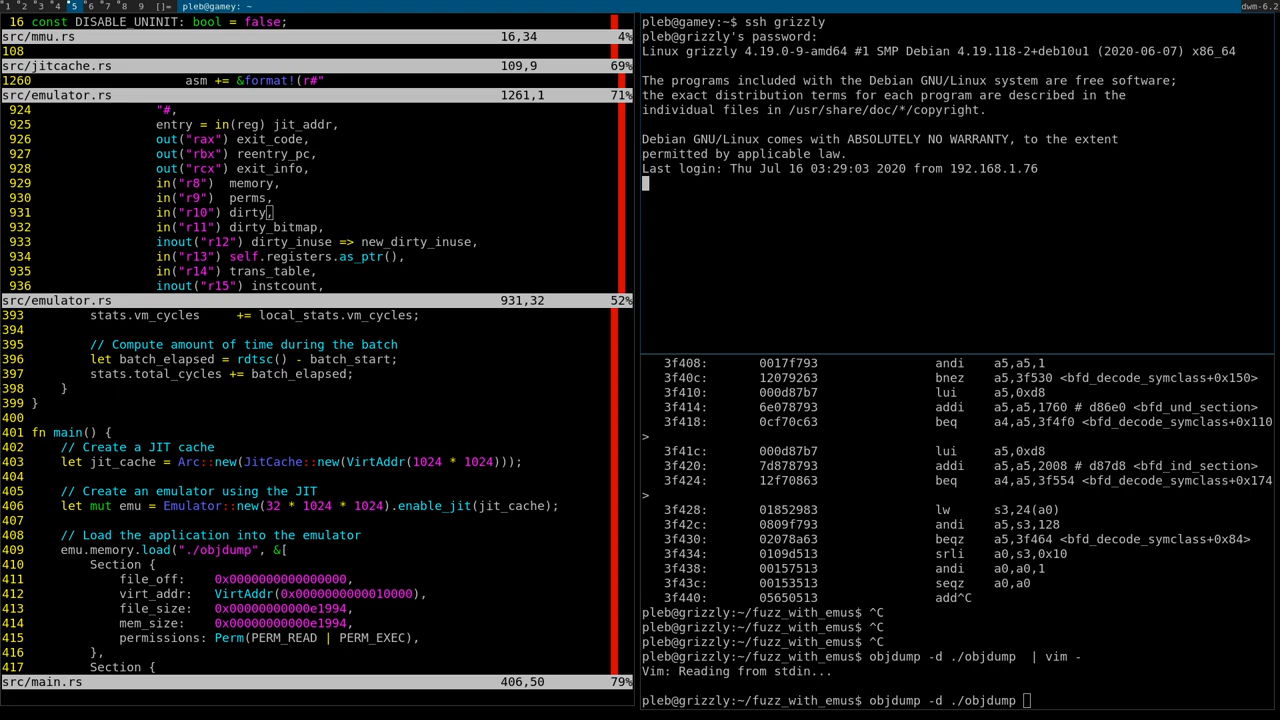 *1 *2 *3 *4 *5 *6 *7 *8 9 []= pleb@gamey: ~ dwm-6.2
16 const DISABLE_UNINIT: bool = false;
src/mmu.rs 16,34 4%
108
src/jitcache.rs 109,9 69%
1260 asm += &format!(r#"
src/emulator.rs 1261,1 71%
924 "#,
925 entry = in(reg) jit_addr,
926 out("rax") exit_code,
927 out("rbx") reentry_pc,
928 out("rcx") exit_info,
929 in("r8") memory,
930 in("r9") perms,
931 in("r10") dirty,
932 in("r11") dirty_bitmap,
933 inout("r12") dirty_inuse => new_dirty_inuse,
934 in("r13") self.registers.as_ptr(),
935 in("r14") trans_table,
936 inout("r15") instcount,
src/emulator.rs 931,32 52%
393 stats.vm_cycles += local_stats.vm_cycles;
394
395 // Compute amount of time during the batch
396 let batch_elapsed = rdtsc() - batch_start;
397 stats.total_cycles += batch_elapsed;
398 }
399 }
400
401 fn main() {
402 // Create a JIT cache
403 let jit_cache = Arc::new(JitCache::new(VirtAddr(1024 * 1024)));
404
405 // Create an emulator using the JIT
406 let mut emu = Emulator::new(32 * 1024 * 1024).enable_jit(jit_cache);
407
408 // Load the application into the emulator
409 emu.memory.load("./objdump", &[
410 Section {
411 file_off: 0x0000000000000000,
412 virt_addr: VirtAddr(0x0000000000010000),
413 file_size: 0x00000000000e1994,
414 mem_size: 0x00000000000e1994,
415 permissions: Perm(PERM_READ | PERM_EXEC),
416 },
417 Section {
src/main.rs 406,50 79%
pleb@gamey:~$ ssh grizzly
pleb@grizzly's password:
Linux grizzly 4.19.0-9-amd64 #1 SMP Debian 4.19.118-2+deb10u1 (2020-06-07) x86_64
The programs included with the Debian GNU/Linux system are free software;
the exact distribution terms for each program are described in the
individual files in /usr/share/doc/*/copyright.
Debian GNU/Linux comes with ABSOLUTELY NO WARRANTY, to the extent
permitted by applicable law.
Last login: Thu Jul 16 03:29:03 2020 from 192.168.1.76
3f408: 0017f793 andi a5,a5,1
3f40c: 12079263 bnez a5,3f530 <bfd_decode_symclass+0x150>
3f410: 000d87b7 lui a5,0xd8
3f414: 6e078793 addi a5,a5,1760 # d86e0 <bfd_und_section>
3f418: 0cf70c63 beq a4,a5,3f4f0 <bfd_decode_symclass+0x110
>
3f41c: 000d87b7 lui a5,0xd8
3f420: 7d878793 addi a5,a5,2008 # d87d8 <bfd_ind_section>
3f424: 12f70863 beq a4,a5,3f554 <bfd_decode_symclass+0x174
>
3f428: 01852983 lw s3,24(a0)
3f42c: 0809f793 andi a5,s3,128
3f430: 02078a63 beqz a5,3f464 <bfd_decode_symclass+0x84>
3f434: 0109d513 srli a0,s3,0x10
3f438: 00157513 andi a0,a0,1
3f43c: 00153513 seqz a0,a0
3f440: 05650513 add^C
pleb@grizzly:~/fuzz_with_emus$ ^C
pleb@grizzly:~/fuzz_with_emus$ ^C
pleb@grizzly:~/fuzz_with_emus$ ^C
pleb@grizzly:~/fuzz_with_emus$ objdump -d ./objdump | vim -
Vim: Reading from stdin...
pleb@grizzly:~/fuzz_with_emus$ objdump -d ./objdump